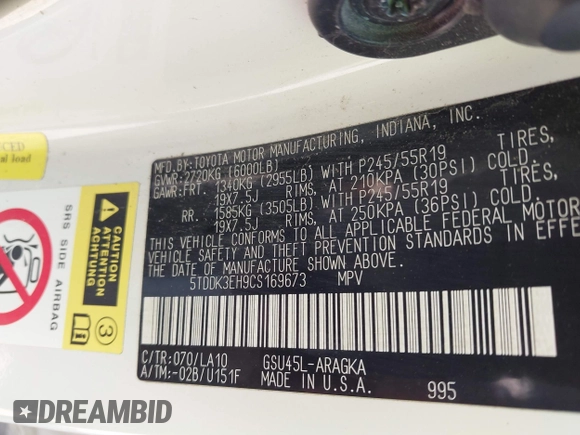 MFD.BY:TOYOTA MOTOR MANUFACTURING, INDIANA, INC.
GVWR:2720KG (6000LB)
GAWR:FRT 1340KG (2955LB) WITH P245/55R19 TIRES,
19X7.5J RIMS, AT 210KPA (30PSI) COLD.
RR. 1585KG (3505LB) WITH P245/55R19 TIRES,
19X7.5J RIMS, AT 250KPA (36PSI) COLD.
THIS VEHICLE CONFORMS TO ALL APPLICABLE FEDERAL MOTOR
VEHICLE SAFETY AND THEFT PREVENTION STANDARDS IN EFFE
THE DATE OF MANUFACTURE SHOWN ABOVE.
5TDDK3EH9CS169673 MPV
C/TR:070/LA10 GSU45L-ARAGKA
A/TM:-02B/U151F MADE IN U.S.A. 995
CED
al load
SRS SIDE AIRBAG
CAUTION
ATTENTION
ACHTUNG
3
DREAMBID